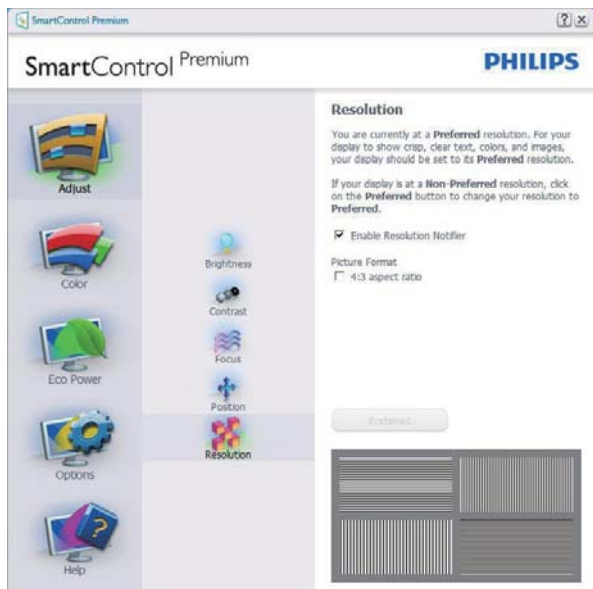 SmartControl Premium
SmartControl Premium
PHILIPS
Adjust
Color
Eco Power
Options
Help
Brightness
Contrast
Focus
Position
Resolution
Resolution
You are currently at a Preferred resolution. For your
display to show crisp, clear text, colors, and images,
your display should be set to its Preferred resolution.
If your display is at a Non-Preferred resolution, click
on the Preferred button to change your resolution to
Preferred.
Enable Resolution Notifier
Picture Format
4:3 aspect ratio
Preferred